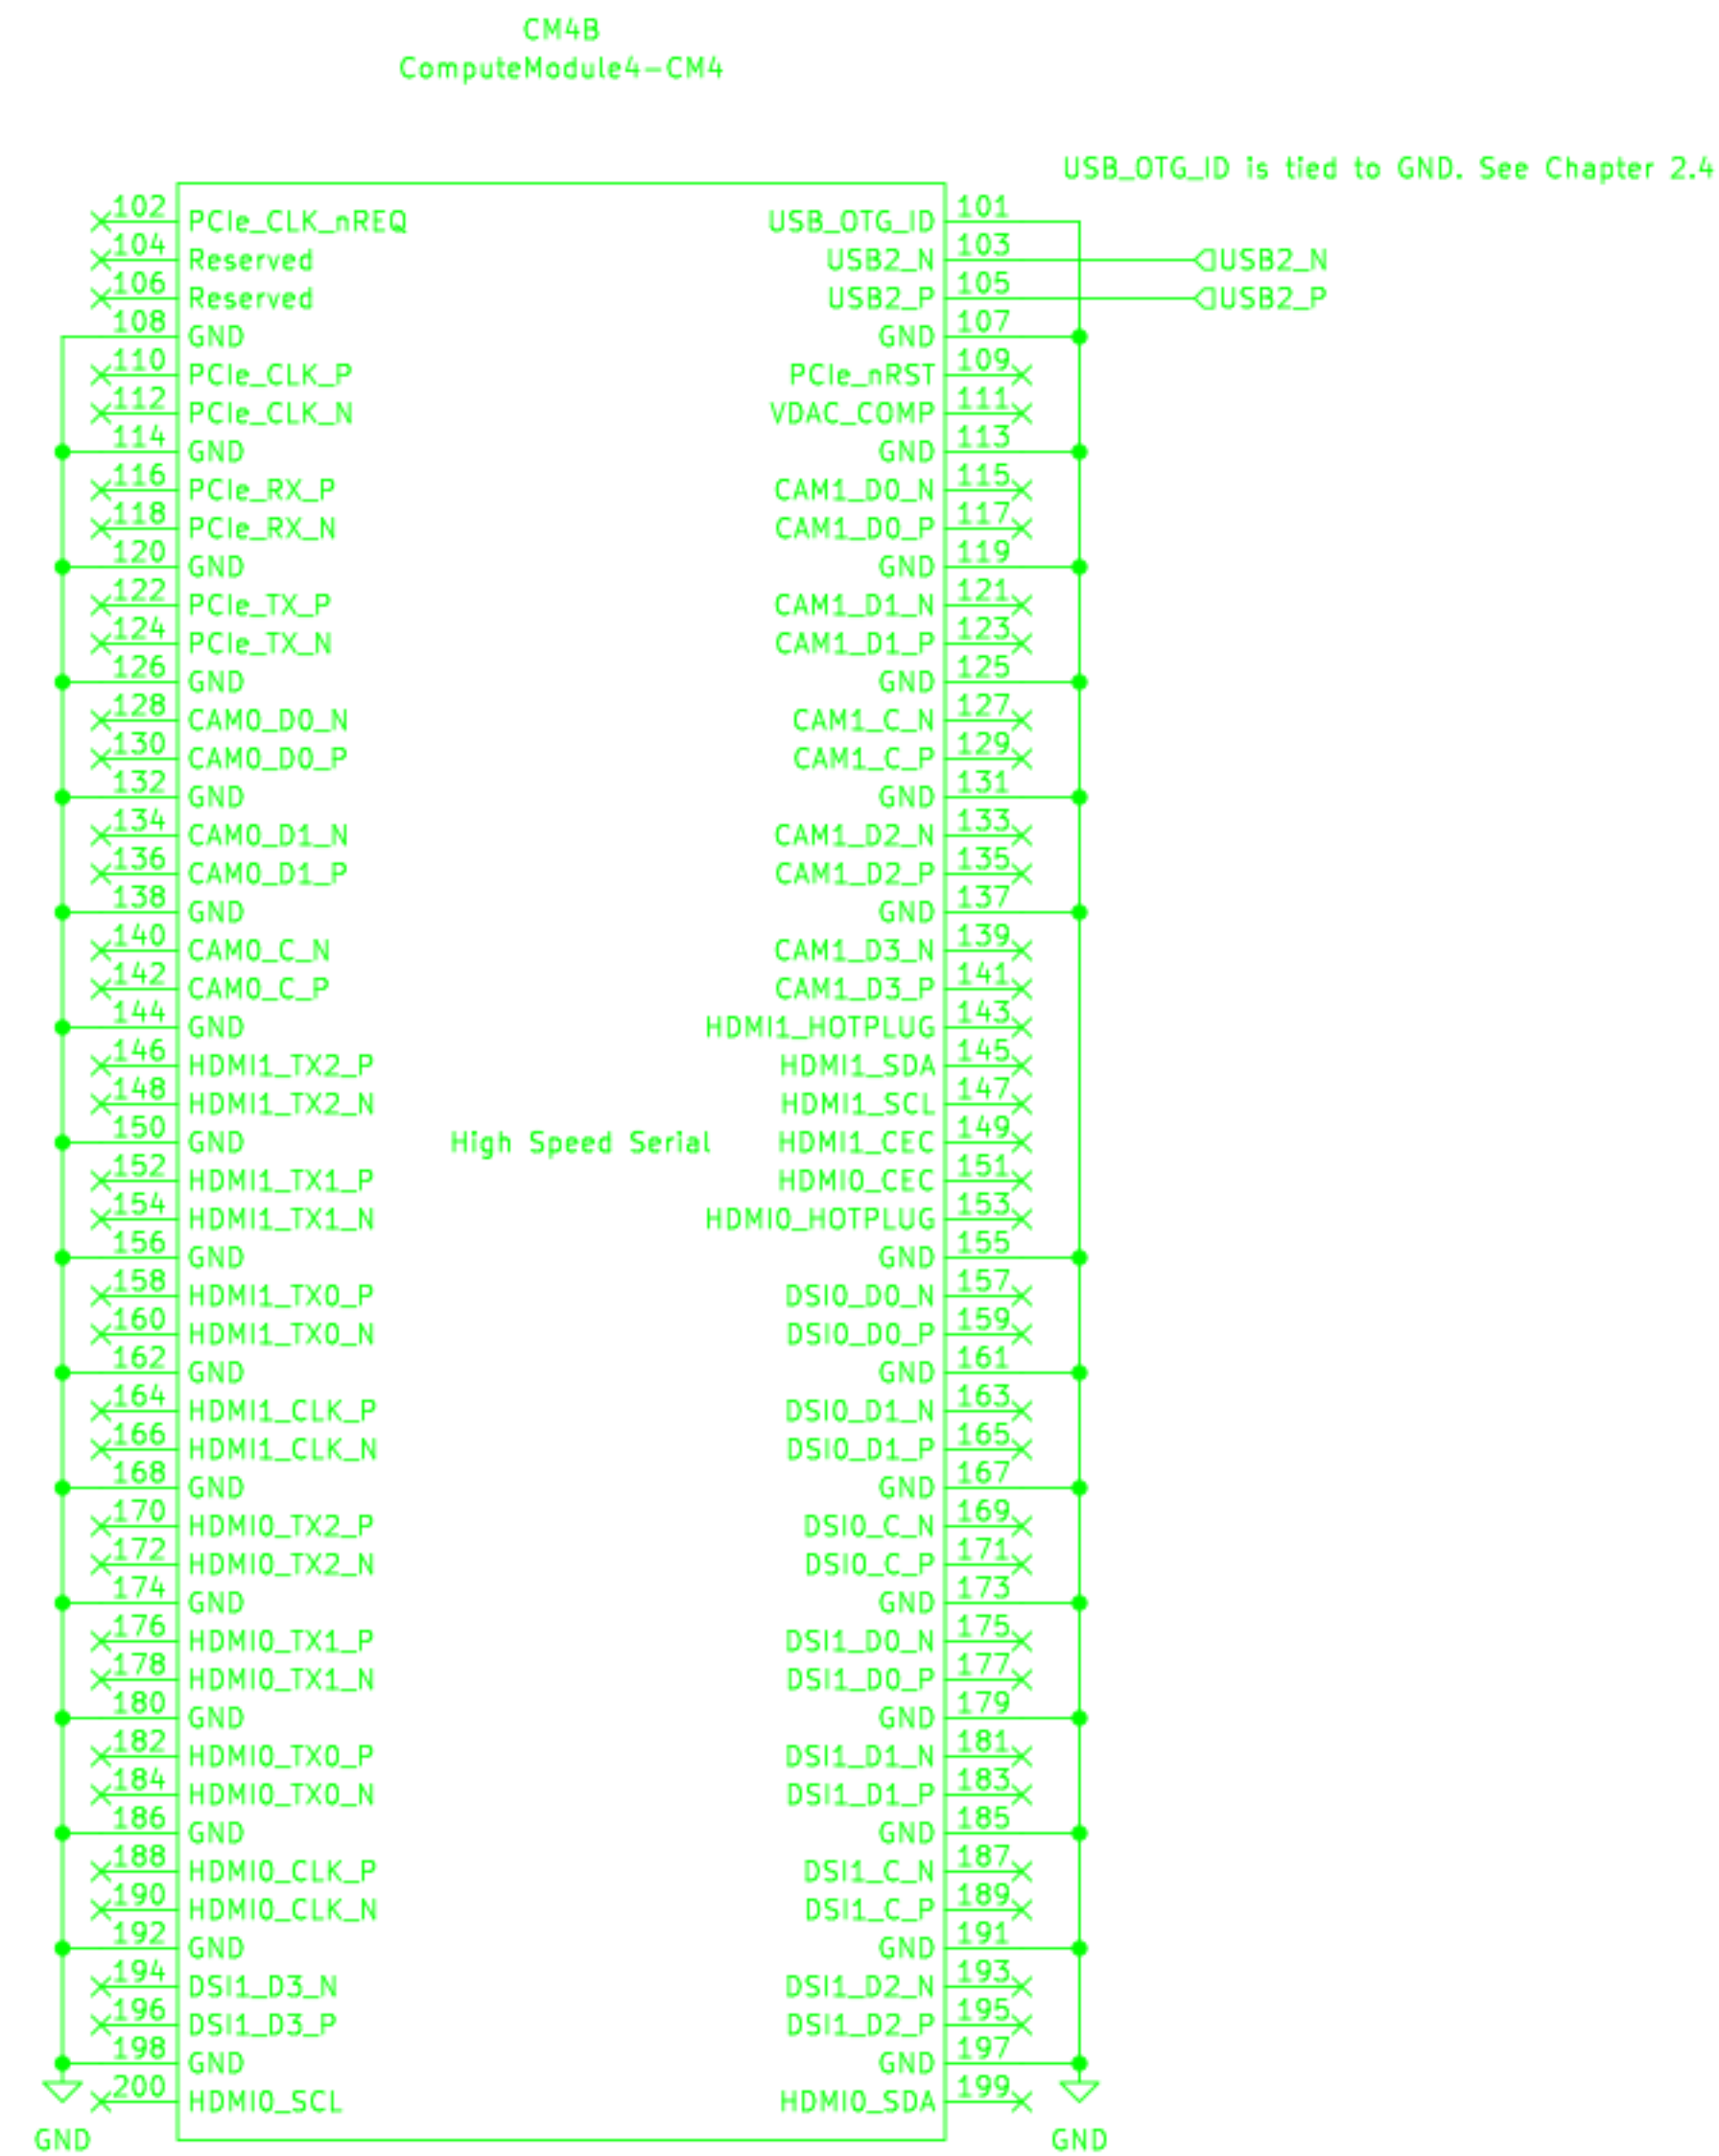 CM4B
ComputeModule4-CM4
USB_OTG_ID is tied to GND. See Chapter 2.4
102 PCIe_CLK_nREQ USB_OTG_ID 101
104 Reserved USB2_N 103 USB2_N
106 Reserved USB2_P 105 USB2_P
108 GND GND 107
110 PCIe_CLK_P PCIe_nRST 109
112 PCIe_CLK_N VDAC_COMP 111
114 GND GND 113
116 PCIe_RX_P CAM1_D0_N 115
118 PCIe_RX_N CAM1_D0_P 117
120 GND GND 119
122 PCIe_TX_P CAM1_D1_N 121
124 PCIe_TX_N CAM1_D1_P 123
126 GND GND 125
128 CAM0_D0_N CAM1_C_N 127
130 CAM0_D0_P CAM1_C_P 129
132 GND GND 131
134 CAM0_D1_N CAM1_D2_N 133
136 CAM0_D1_P CAM1_D2_P 135
138 GND GND 137
140 CAM0_C_N CAM1_D3_N 139
142 CAM0_C_P CAM1_D3_P 141
144 GND HDMI1_HOTPLUG 143
146 HDMI1_TX2_P HDMI1_SDA 145
148 HDMI1_TX2_N HDMI1_SCL 147
150 GND High Speed Serial HDMI1_CEC 149
152 HDMI1_TX1_P HDMI0_CEC 151
154 HDMI1_TX1_N HDMI0_HOTPLUG 153
156 GND GND 155
158 HDMI1_TX0_P DSI0_D0_N 157
160 HDMI1_TX0_N DSI0_D0_P 159
162 GND GND 161
164 HDMI1_CLK_P DSI0_D1_N 163
166 HDMI1_CLK_N DSI0_D1_P 165
168 GND GND 167
170 HDMI0_TX2_P DSI0_C_N 169
172 HDMI0_TX2_N DSI0_C_P 171
174 GND GND 173
176 HDMI0_TX1_P DSI1_D0_N 175
178 HDMI0_TX1_N DSI1_D0_P 177
180 GND GND 179
182 HDMI0_TX0_P DSI1_D1_N 181
184 HDMI0_TX0_N DSI1_D1_P 183
186 GND GND 185
188 HDMI0_CLK_P DSI1_C_N 187
190 HDMI0_CLK_N DSI1_C_P 189
192 GND GND 191
194 DSI1_D3_N DSI1_D2_N 193
196 DSI1_D3_P DSI1_D2_P 195
198 GND GND 197
200 HDMI0_SCL HDMI0_SDA 199
GND GND